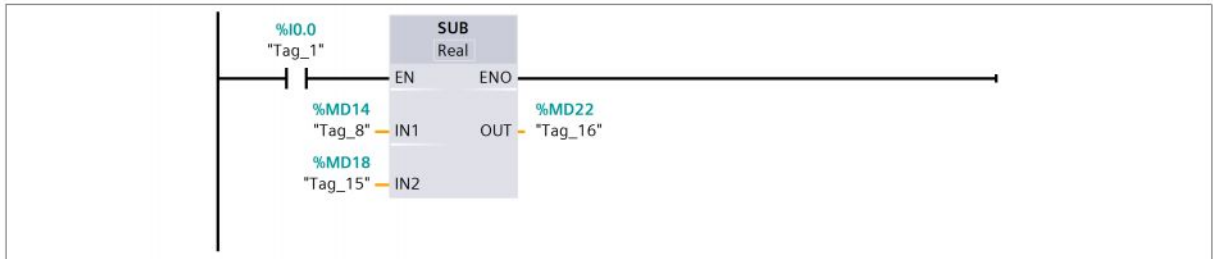 %I0.0
"Tag_1"
SUB
Real
EN
ENO
%MD14
"Tag_8"
IN1
OUT
%MD22
"Tag_16"
%MD18
"Tag_15"
IN2